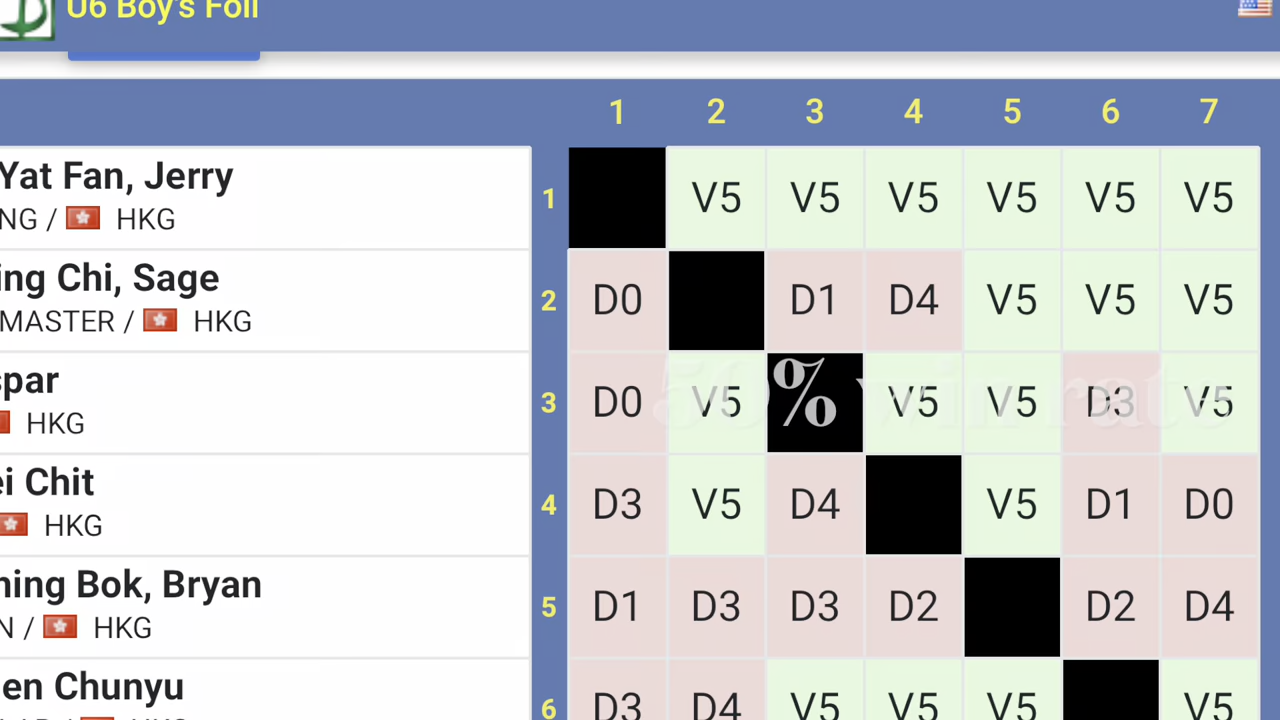 U6 Boy's Foil
1 2 3 4 5 6 7
Yat Fan, Jerry
NG / HKG
1 V5 V5 V5 V5 V5 V5
ing Chi, Sage
MASTER / HKG
2 D0 D1 D4 V5 V5 V5
spar
HKG
3 D0 V5 V5 V5 D3 V5
50% win rate
ei Chit
HKG
4 D3 V5 D4 V5 D1 D0
ning Bok, Bryan
N / HKG
5 D1 D3 D3 D2 D2 D4
en Chunyu
6 D3 D4 V5 V5 V5 V5